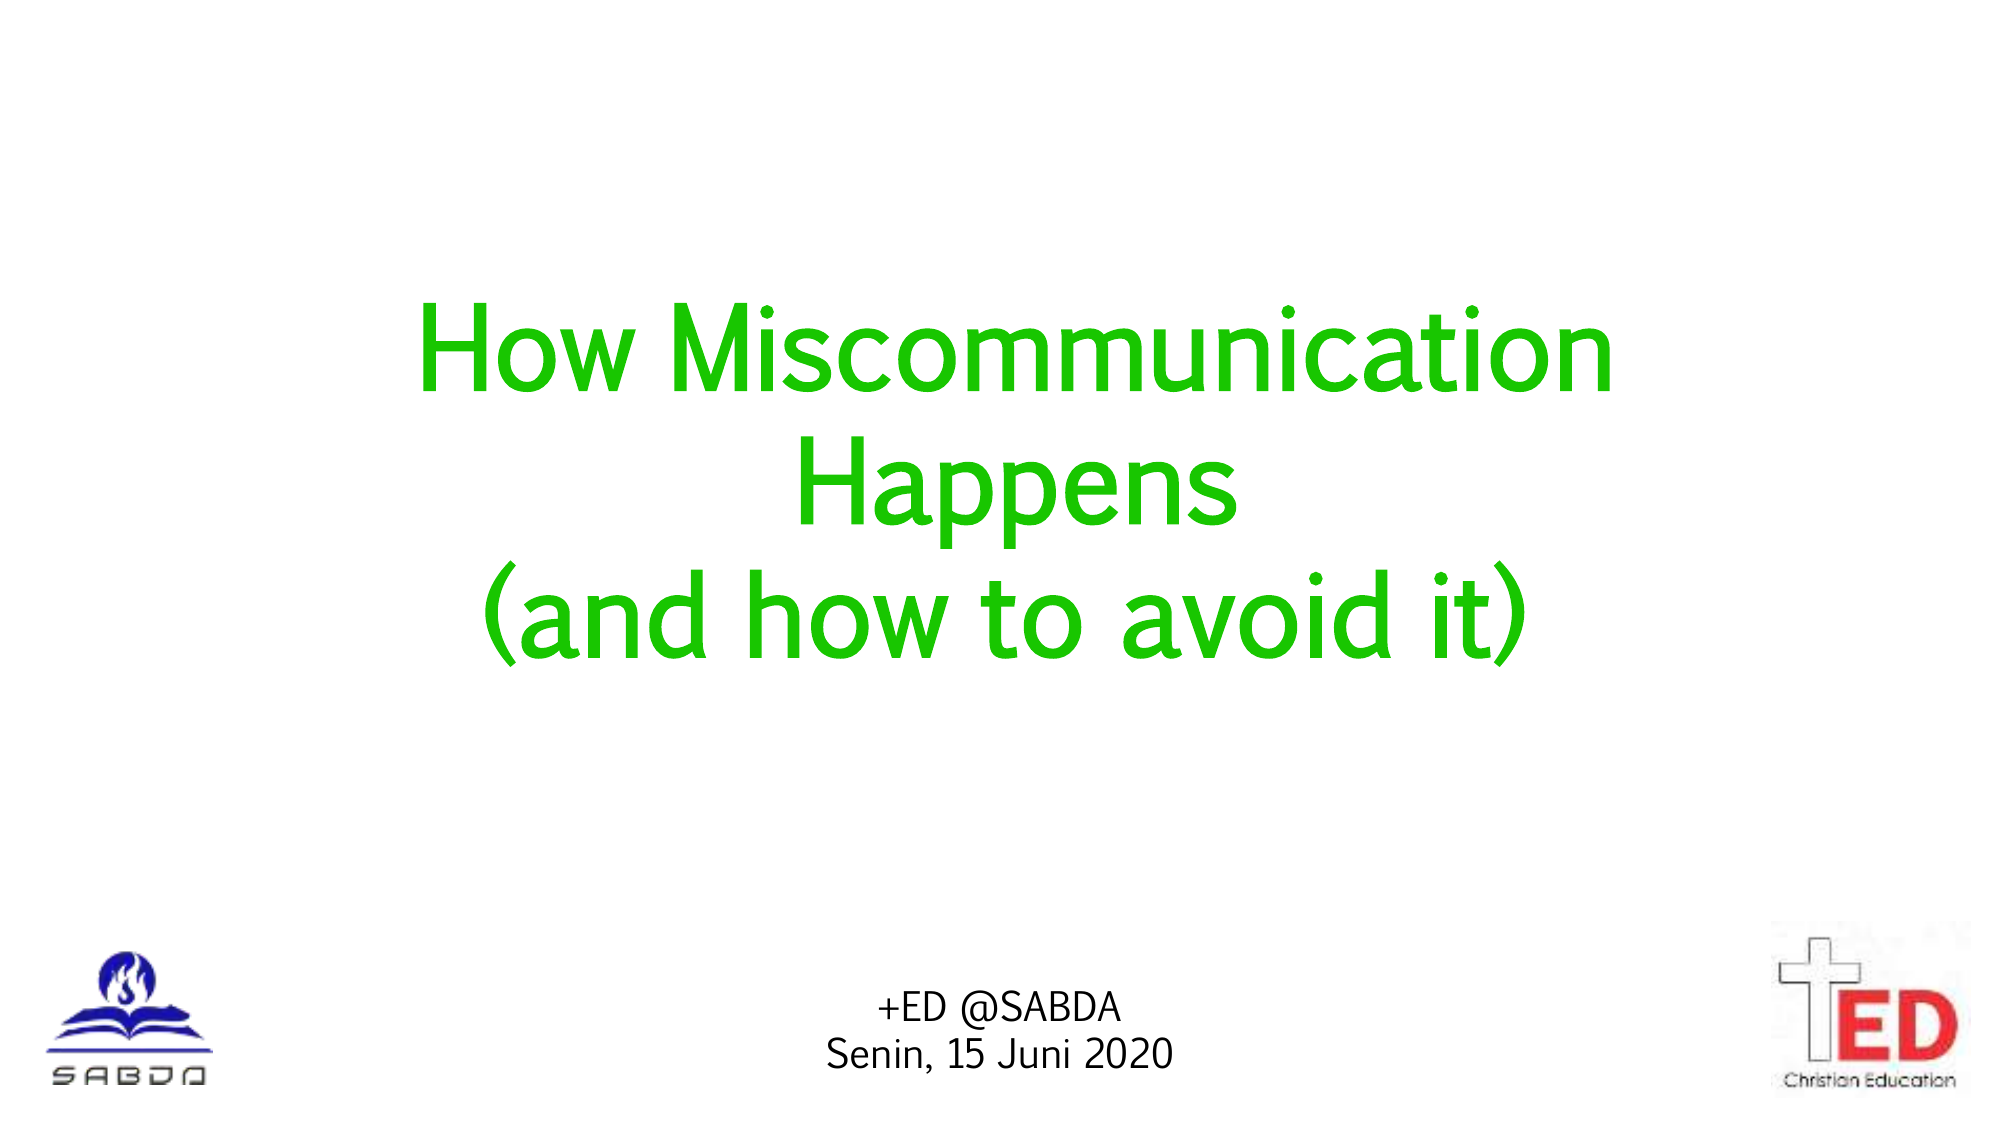 How Miscommunication
Happens
(and how to avoid it)
+ED @SABDA
Senin, 15 Juni 2020
SABDA
ED
Christian Education